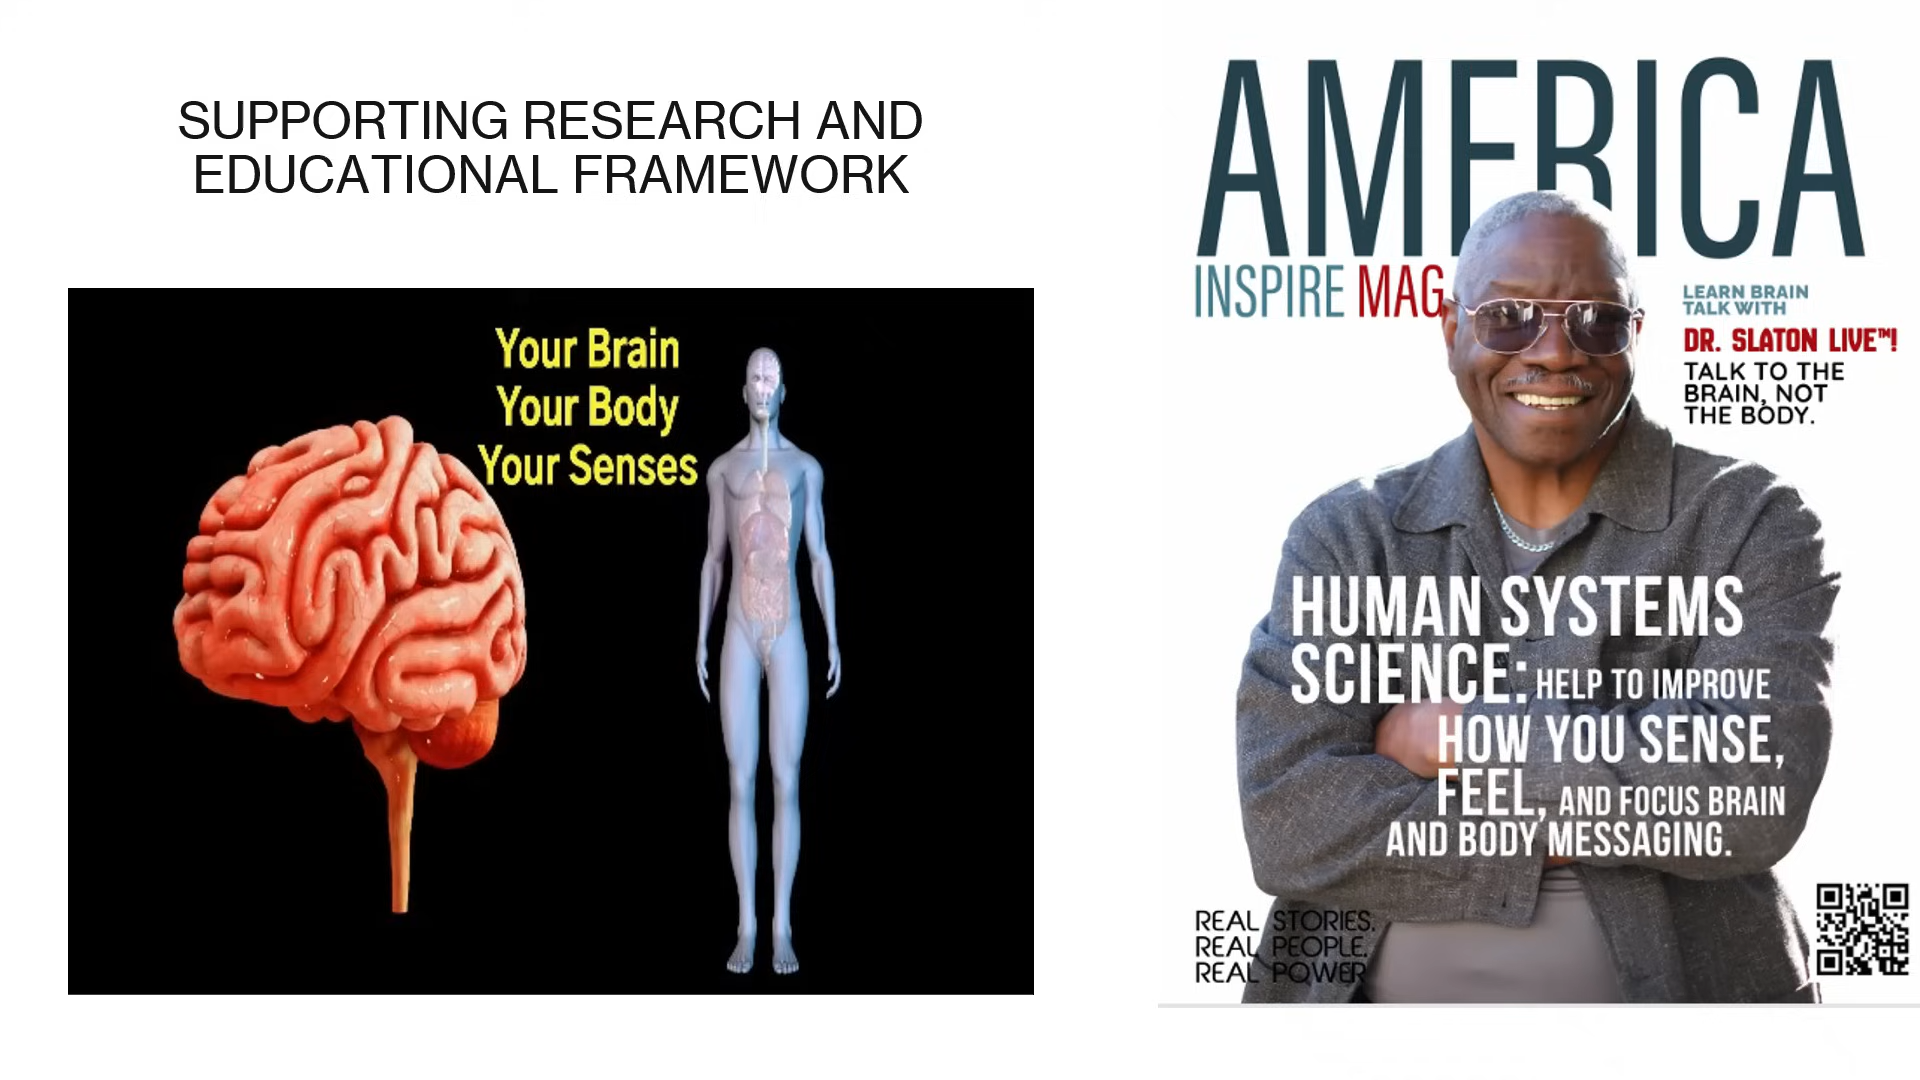 SUPPORTING RESEARCH AND
EDUCATIONAL FRAMEWORK
Your Brain
Your Body
Your Senses
AMERICA
INSPIRE MAG
LEARN BRAIN
TALK WITH
DR. SLATON LIVE™!
TALK TO THE
BRAIN, NOT
THE BODY.
HUMAN SYSTEMS
SCIENCE: HELP TO IMPROVE
HOW YOU SENSE,
FEEL, AND FOCUS BRAIN
AND BODY MESSAGING.
REAL STORIES.
REAL PEOPLE.
REAL POWER